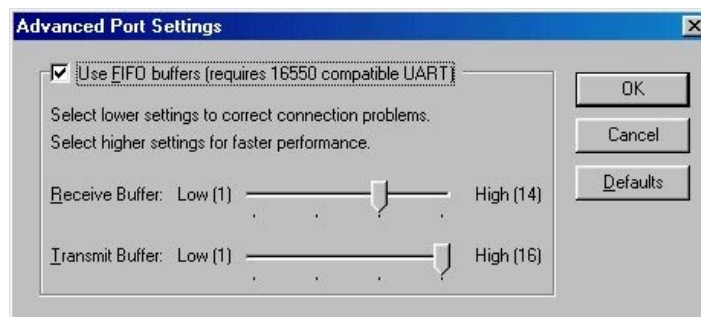 Advanced Port Settings
Use FIFO buffers (requires 16550 compatible UART)
Select lower settings to correct connection problems.
Select higher settings for faster performance.
Receive Buffer: Low (1) High (14)
Transmit Buffer: Low (1) High (16)
OK
Cancel
Defaults